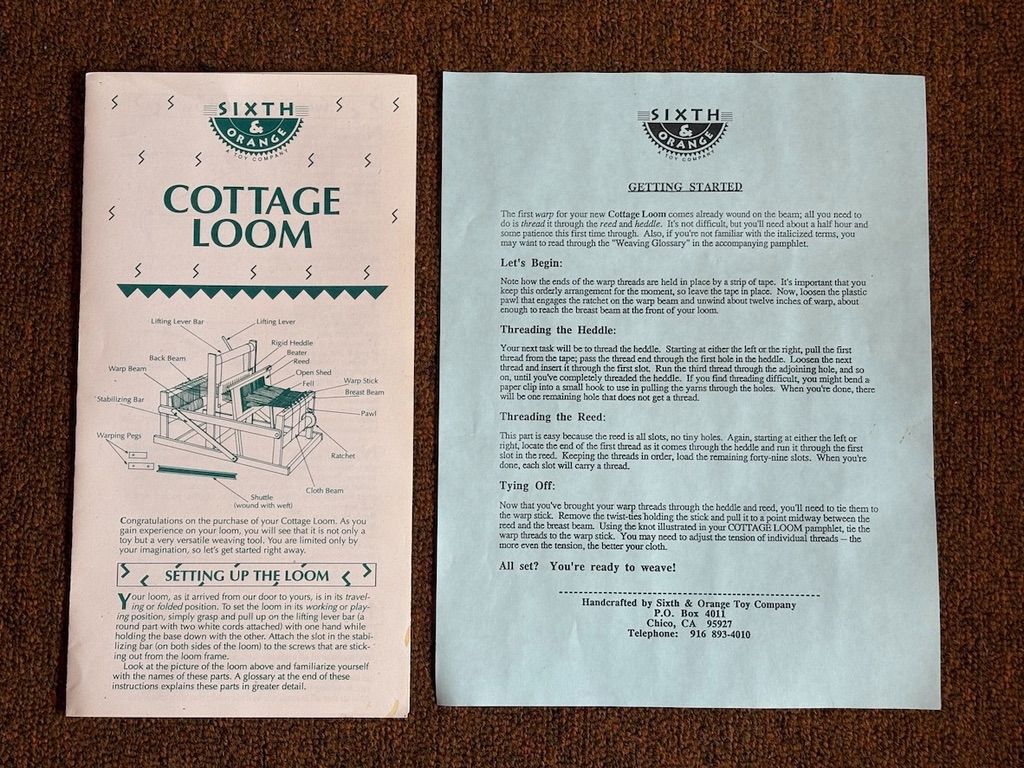 SIXTH
& ORANGE
A TOY COMPANY
COTTAGE
LOOM
Lifting Lever Bar
Lifting Lever
Rigid Heddle
Beater
Reed
Back Beam
Open Shed
Warp Beam
Fell
Warp Stick
Breast Beam
Stabilizing Bar
Pawl
Warping Pegs
Ratchet
Cloth Beam
Shuttle
(wound with weft)
Congratulations on the purchase of your Cottage Loom. As you
gain experience on your loom, you will see that it is not only a
toy but a very versatile weaving tool. You are limited only by
your imagination, so let's get started right away.
SETTING UP THE LOOM
Your loom, as it arrived from our door to yours, is in its travel-
ing or folded position. To set the loom in its working or play-
ing position, simply grasp and pull up on the lifting lever bar (a
round part with two white cords attached) with one hand while
holding the base down with the other. Attach the slot in the stabi-
lizing bar (on both sides of the loom) to the screws that are stick-
ing out from the loom frame.
Look at the picture of the loom above and familiarize yourself
with the names of these parts. A glossary at the end of these
instructions explains these parts in greater detail.
SIXTH
& ORANGE
A TOY COMPANY
GETTING STARTED
The first warp for your new Cottage Loom comes already wound on the beam; all you need to
do is thread it through the reed and heddle. It's not difficult, but you'll need about a half hour and
some patience this first time through. Also, if you're not familiar with the italicized terms, you
may want to read through the "Weaving Glossary" in the accompanying pamphlet.
Let's Begin:
Note how the ends of the warp threads are held in place by a strip of tape. It's important that you
keep this orderly arrangement for the moment, so leave the tape in place. Now, loosen the plastic
pawl that engages the ratchet on the warp beam and unwind about twelve inches of warp, about
enough to reach the breast beam at the front of your loom.
Threading the Heddle:
Your next task will be to thread the heddle. Starting at either the left or the right, pull the first
thread from the tape; pass the thread end through the first hole in the heddle. Loosen the next
thread and insert it through the first slot. Run the third thread through the adjoining hole, and so
on, until you've completely threaded the heddle. If you find threading difficult, you might bend a
paper clip into a small hook to use in pulling the yarns through the holes. When you're done, there
will be one remaining hole that does not get a thread.
Threading the Reed:
This part is easy because the reed is all slots, no tiny holes. Again, starting at either the left or
right, locate the end of the first thread as it comes through the heddle and run it through the first
slot in the reed. Keeping the threads in order, load the remaining forty-nine slots. When you're
done, each slot will carry a thread.
Tying Off:
Now that you've brought your warp threads through the heddle and reed, you'll need to tie them to
the warp stick. Remove the twist-ties holding the stick and pull it to a point midway between the
reed and the breast beam. Using the knot illustrated in your COTTAGE LOOM pamphlet, tie the
warp threads to the warp stick. You may need to adjust the tension of individual threads -- the
more even the tension, the better your cloth.
All set? You're ready to weave!
Handcrafted by Sixth & Orange Toy Company
P.O. Box 4011
Chico, CA 95927
Telephone: 916 893-4010